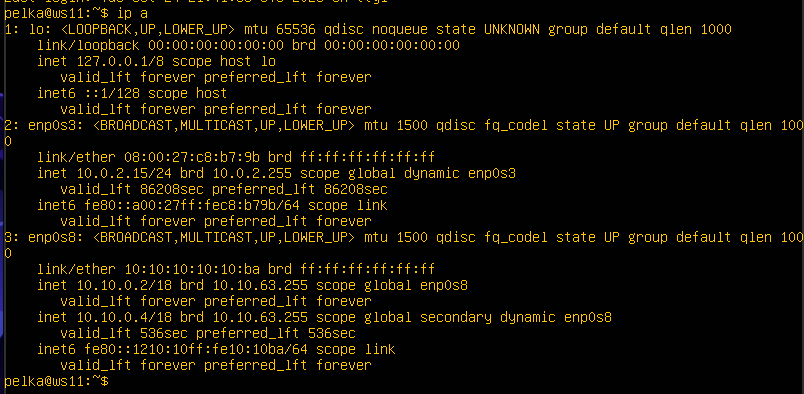 pelka@ws11:~$ ip a
1: lo: <LOOPBACK,UP,LOWER_UP> mtu 65536 qdisc noqueue state UNKNOWN group default qlen 1000
    link/loopback 00:00:00:00:00:00 brd 00:00:00:00:00:00
    inet 127.0.0.1/8 scope host lo
       valid_lft forever preferred_lft forever
    inet6 ::1/128 scope host
       valid_lft forever preferred_lft forever
2: enp0s3: <BROADCAST,MULTICAST,UP,LOWER_UP> mtu 1500 qdisc fq_codel state UP group default qlen 100
0
    link/ether 08:00:27:c8:b7:9b brd ff:ff:ff:ff:ff:ff
    inet 10.0.2.15/24 brd 10.0.2.255 scope global dynamic enp0s3
       valid_lft 86208sec preferred_lft 86208sec
    inet6 fe80::a00:27ff:fec8:b79b/64 scope link
       valid_lft forever preferred_lft forever
3: enp0s8: <BROADCAST,MULTICAST,UP,LOWER_UP> mtu 1500 qdisc fq_codel state UP group default qlen 100
0
    link/ether 10:10:10:10:10:ba brd ff:ff:ff:ff:ff:ff
    inet 10.10.0.2/18 brd 10.10.63.255 scope global enp0s8
       valid_lft forever preferred_lft forever
    inet 10.10.0.4/18 brd 10.10.63.255 scope global secondary dynamic enp0s8
       valid_lft 536sec preferred_lft 536sec
    inet6 fe80::1210:10ff:fe10:10ba/64 scope link
       valid_lft forever preferred_lft forever
pelka@ws11:~$